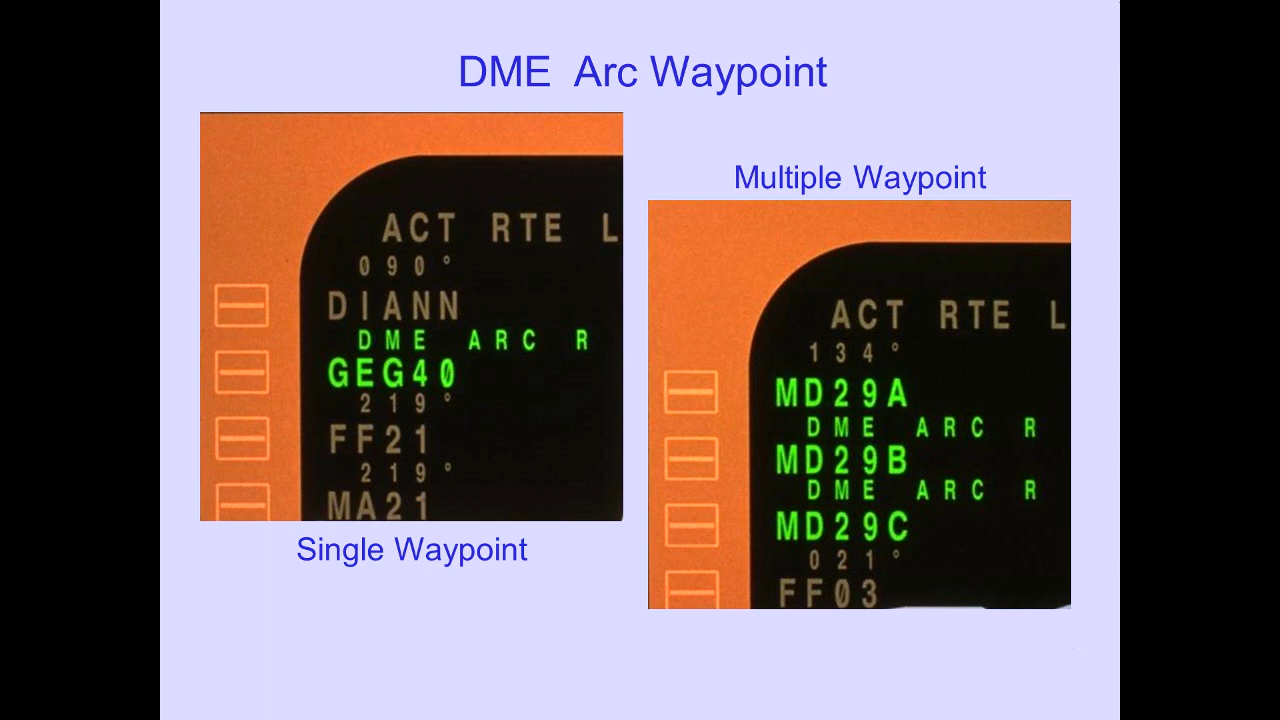 DME Arc Waypoint
ACT RTE L
090°
DIANN
DME ARC R
GEG40
219°
FF21
219°
MA21
Single Waypoint
Multiple Waypoint
ACT RTE L
134°
MD29A
DME ARC R
MD29B
DME ARC R
MD29C
021°
FF03